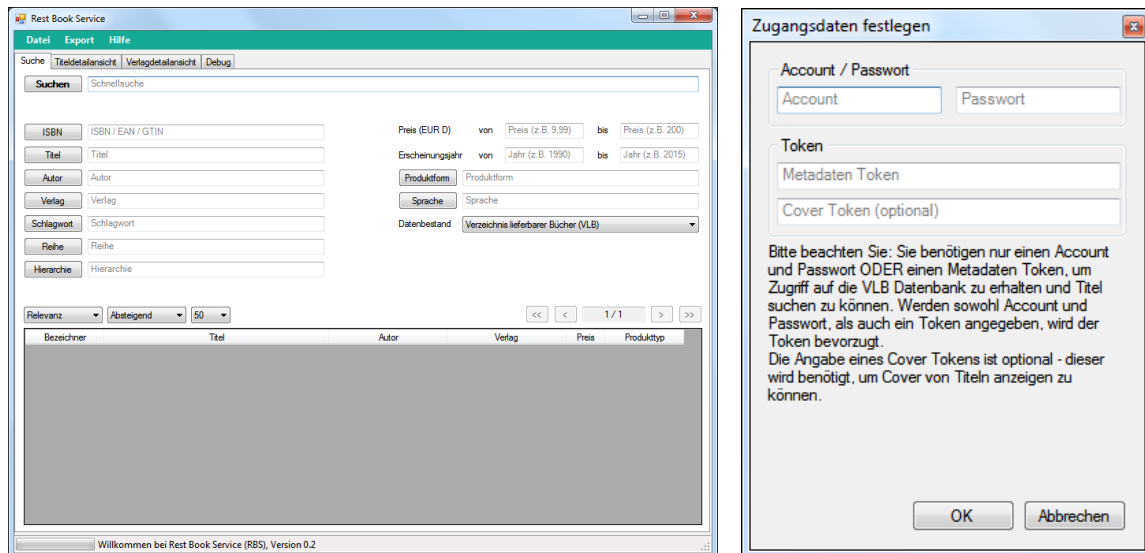 Rest Book Service
Datei Export Hilfe
Suche Titeldetailansicht Verlagdetailansicht Debug
Suchen Schnellsuche
ISBN ISBN / EAN / GTIN Preis (EUR D) von Preis (z.B. 9,99) bis Preis (z.B. 200)
Titel Titel Erscheinungsjahr von Jahr (z.B. 1990) bis Jahr (z.B. 2015)
Autor Autor Produktform Produktform
Verlag Verlag Sprache Sprache
Schlagwort Schlagwort Datenbestand Verzeichnis lieferbarer Bücher (VLB)
Reihe Reihe
Hierarchie Hierarchie
Relevanz Absteigend 50 << < 1 / 1 > >>
Bezeichner Titel Autor Verlag Preis Produkttyp
Willkommen bei Rest Book Service (RBS), Version 0.2
Zugangsdaten festlegen
Account / Passwort
Account Passwort
Token
Metadaten Token
Cover Token (optional)
Bitte beachten Sie: Sie benötigen nur einen Account
und Passwort ODER einen Metadaten Token, um
Zugriff auf die VLB Datenbank zu erhalten und Titel
suchen zu können. Werden sowohl Account und
Passwort, als auch ein Token angegeben, wird der
Token bevorzugt.
Die Angabe eines Cover Tokens ist optional - dieser
wird benötigt, um Cover von Titeln anzeigen zu
können.
OK Abbrechen